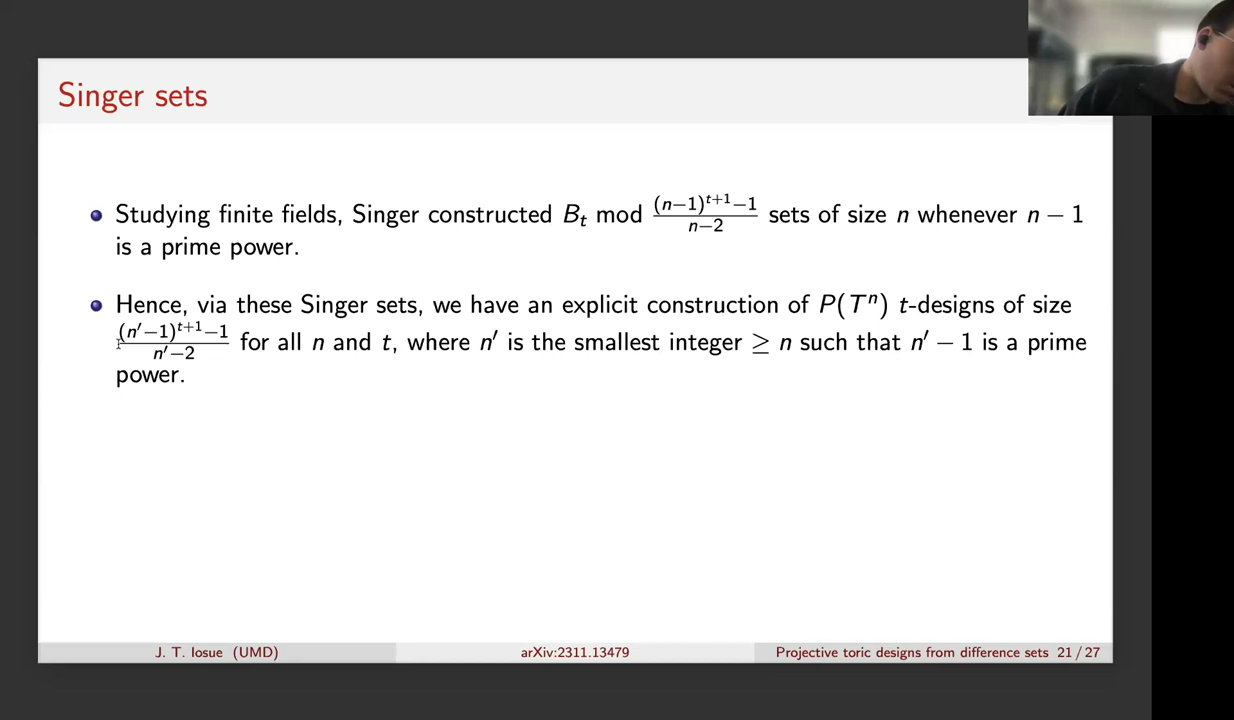 Singer sets
Studying finite fields, Singer constructed B_t mod \frac{(n-1)^{t+1}-1}{n-2} sets of size n whenever n − 1
is a prime power.
Hence, via these Singer sets, we have an explicit construction of P(T^n) t-designs of size
\frac{(n′-1)^{t+1}-1}{n′-2} for all n and t, where n′ is the smallest integer ≥ n such that n′ − 1 is a prime
power.
J. T. Iosue (UMD)
arXiv:2311.13479
Projective toric designs from difference sets 21 / 27